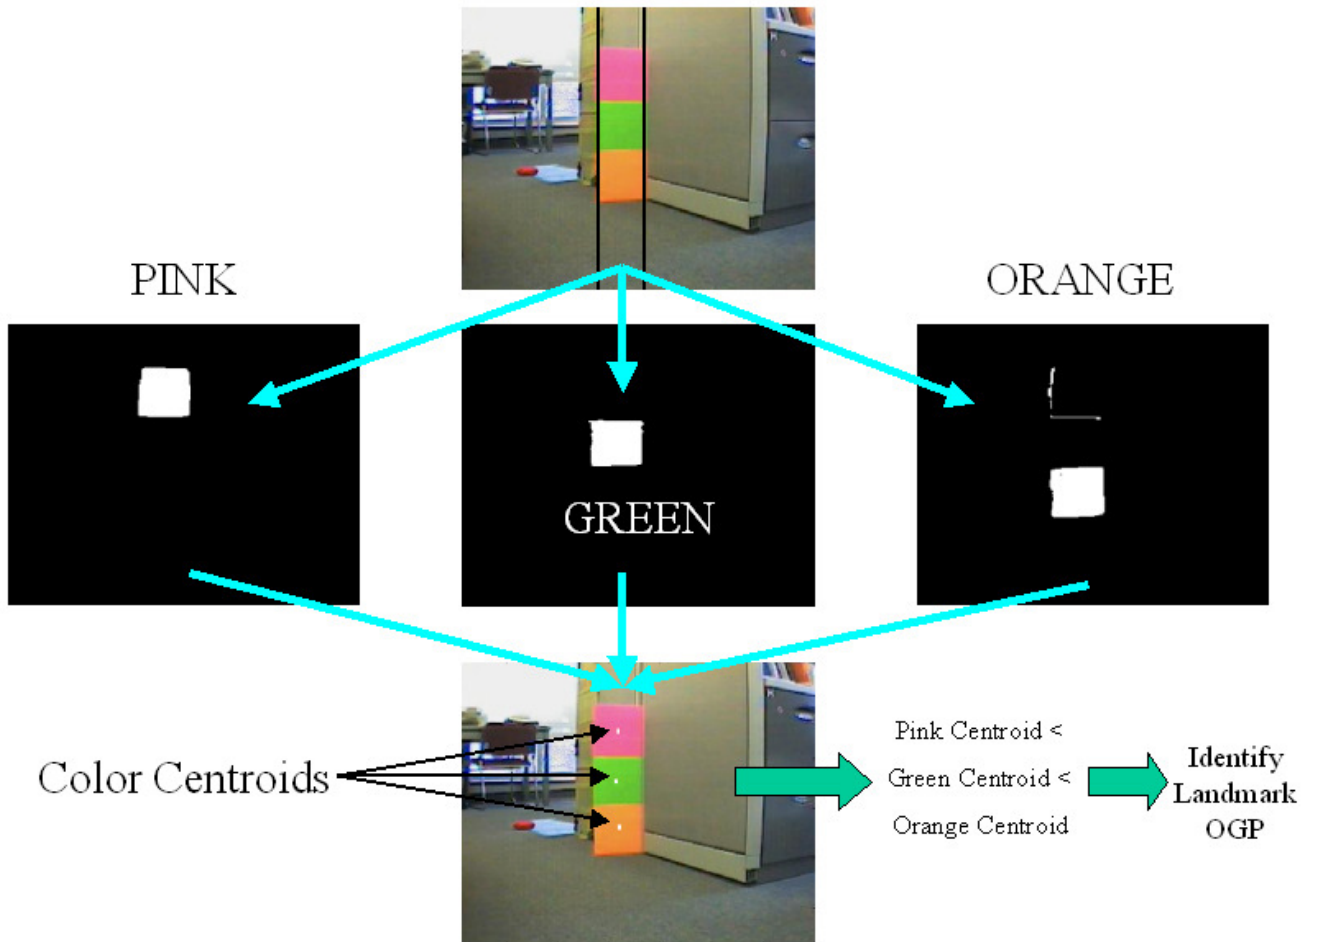 PINK
ORANGE
GREEN
Color Centroids
Pink Centroid <
Green Centroid <
Orange Centroid
Identify
Landmark
OGP